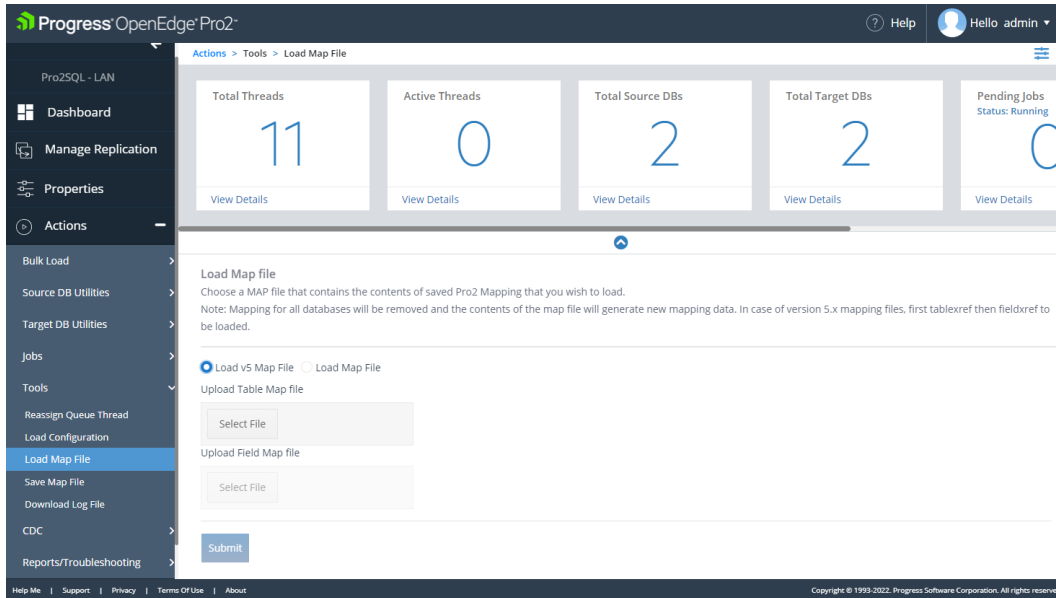 Progress® OpenEdge® Pro2™
Help
Hello admin
Pro2SQL - LAN
Dashboard
Manage Replication
Properties
Actions
Bulk Load
Source DB Utilities
Target DB Utilities
Jobs
Tools
Reassign Queue Thread
Load Configuration
Load Map File
Save Map File
Download Log File
CDC
Reports/Troubleshooting
Actions > Tools > Load Map File
Total Threads
11
View Details
Active Threads
0
View Details
Total Source DBs
2
View Details
Total Target DBs
2
View Details
Pending Jobs
Status: Running
0
View Details
Load Map file
Choose a MAP file that contains the contents of saved Pro2 Mapping that you wish to load.
Note: Mapping for all databases will be removed and the contents of the map file will generate new mapping data. In case of version 5.x mapping files, first tablexref then fieldxref to
be loaded.
Load v5 Map File Load Map File
Upload Table Map file
Select File
Upload Field Map file
Select File
Submit
Help Me | Support | Privacy | Terms Of Use | About
Copyright © 1993-2022. Progress Software Corporation. All rights reserve